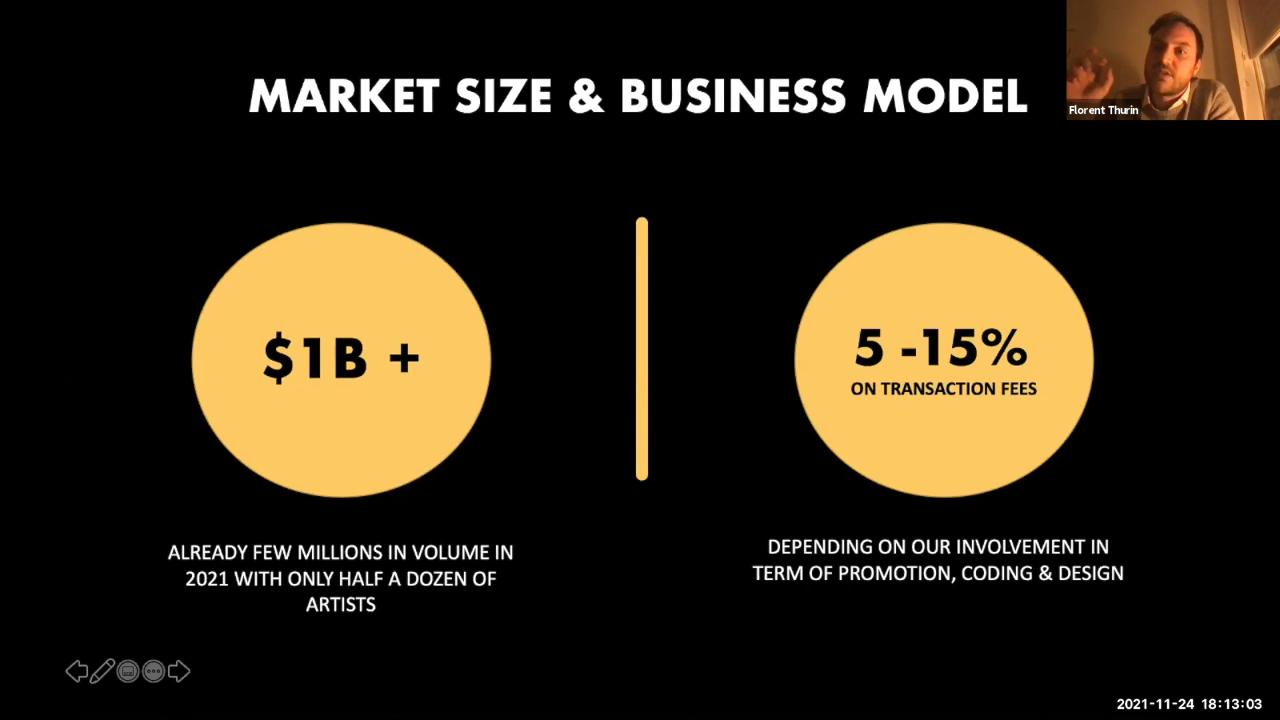 MARKET SIZE & BUSINESS MODEL
Florent Thurin
$1B +
5 -15%
ON TRANSACTION FEES
ALREADY FEW MILLIONS IN VOLUME IN
2021 WITH ONLY HALF A DOZEN OF
ARTISTS
DEPENDING ON OUR INVOLVEMENT IN
TERM OF PROMOTION, CODING & DESIGN
2021-11-24 18:13:03